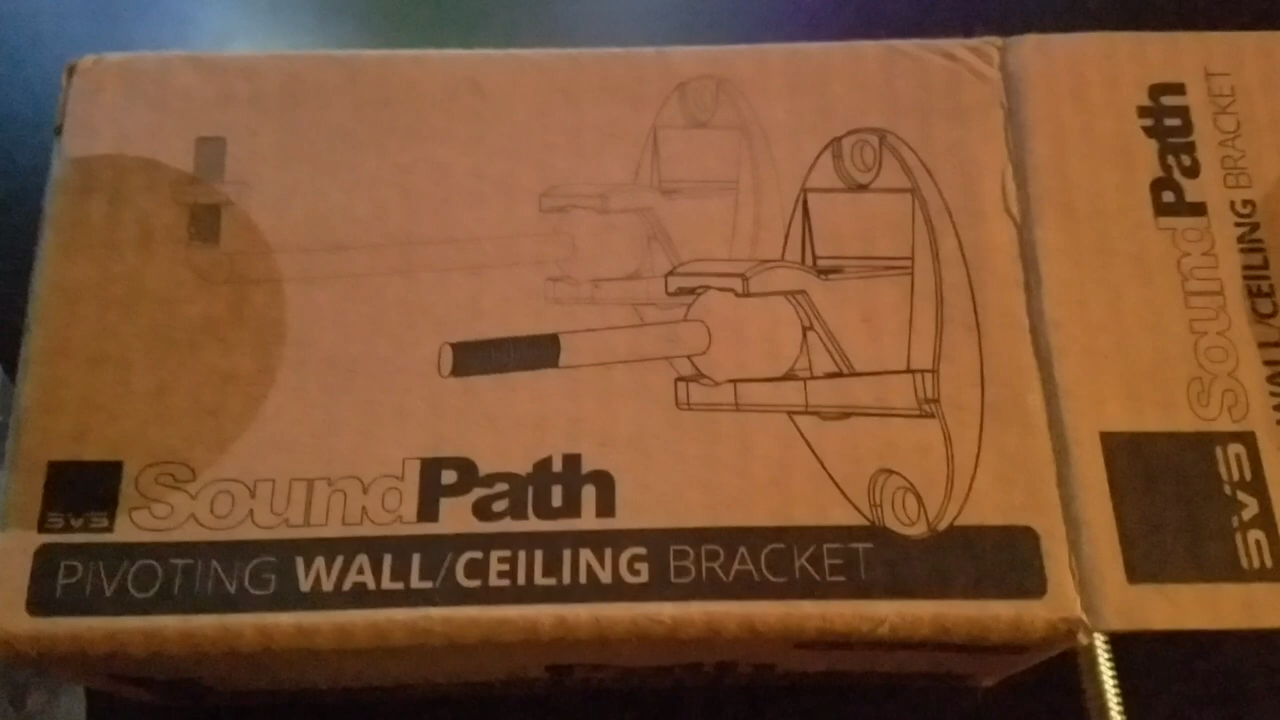 SVS SoundPath
PIVOTING WALL/CEILING BRACKET
SoundPath
WALL/CEILING BRACKET
SVS